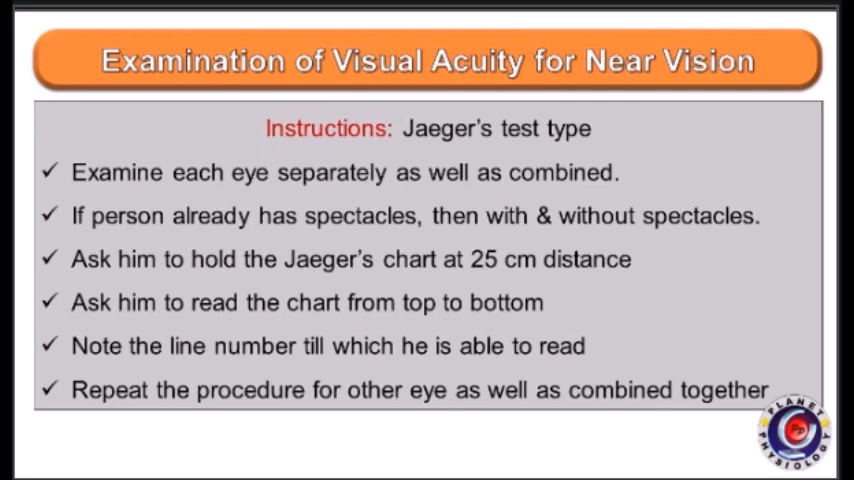 Examination of Visual Acuity for Near Vision
Instructions: Jaeger's test type
✓ Examine each eye separately as well as combined.
✓ If person already has spectacles, then with & without spectacles.
✓ Ask him to hold the Jaeger's chart at 25 cm distance
✓ Ask him to read the chart from top to bottom
✓ Note the line number till which he is able to read
✓ Repeat the procedure for other eye as well as combined together
PLANET
PP
PHYSIOLOGY